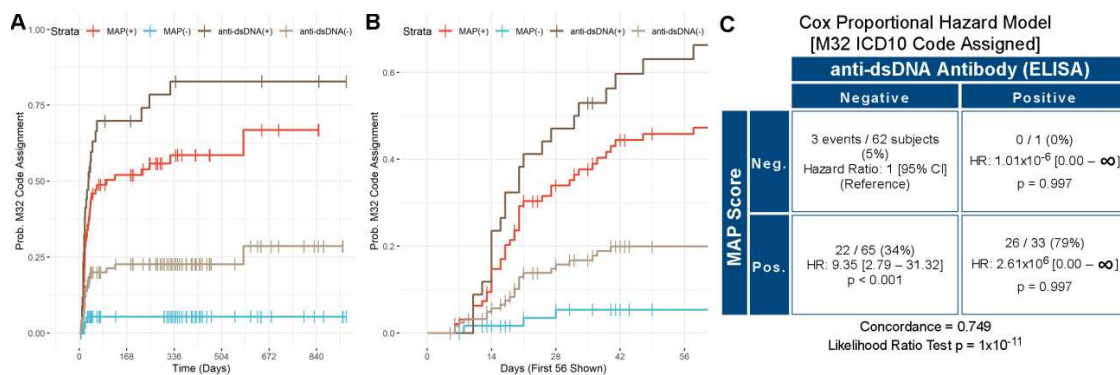 A
Strata MAP(+) MAP(-) anti-dsDNA(+) anti-dsDNA(-)
1.00
0.75
0.50
0.25
0.00
Prob. M32 Code Assignment
0 168 336 504 672 840
Time (Days)
B
Strata MAP(+) MAP(-) anti-dsDNA(+) anti-dsDNA(-)
0.6
0.4
0.2
0.0
Prob. M32 Code Assignment
0 14 28 42 56
Days (First 56 Shown)
C
Cox Proportional Hazard Model
[M32 ICD10 Code Assigned]
anti-dsDNA Antibody (ELISA)
Negative Positive
MAP Score
Neg.
3 events / 62 subjects
(5%)
Hazard Ratio: 1 [95% CI]
(Reference)
0 / 1 (0%)
HR: 1.01x10-6 [0.00 – ∞]
p = 0.997
Pos.
22 / 65 (34%)
HR: 9.35 [2.79 – 31.32]
p < 0.001
26 / 33 (79%)
HR: 2.61x106 [0.00 – ∞]
p = 0.997
Concordance = 0.749
Likelihood Ratio Test p = 1x10-11